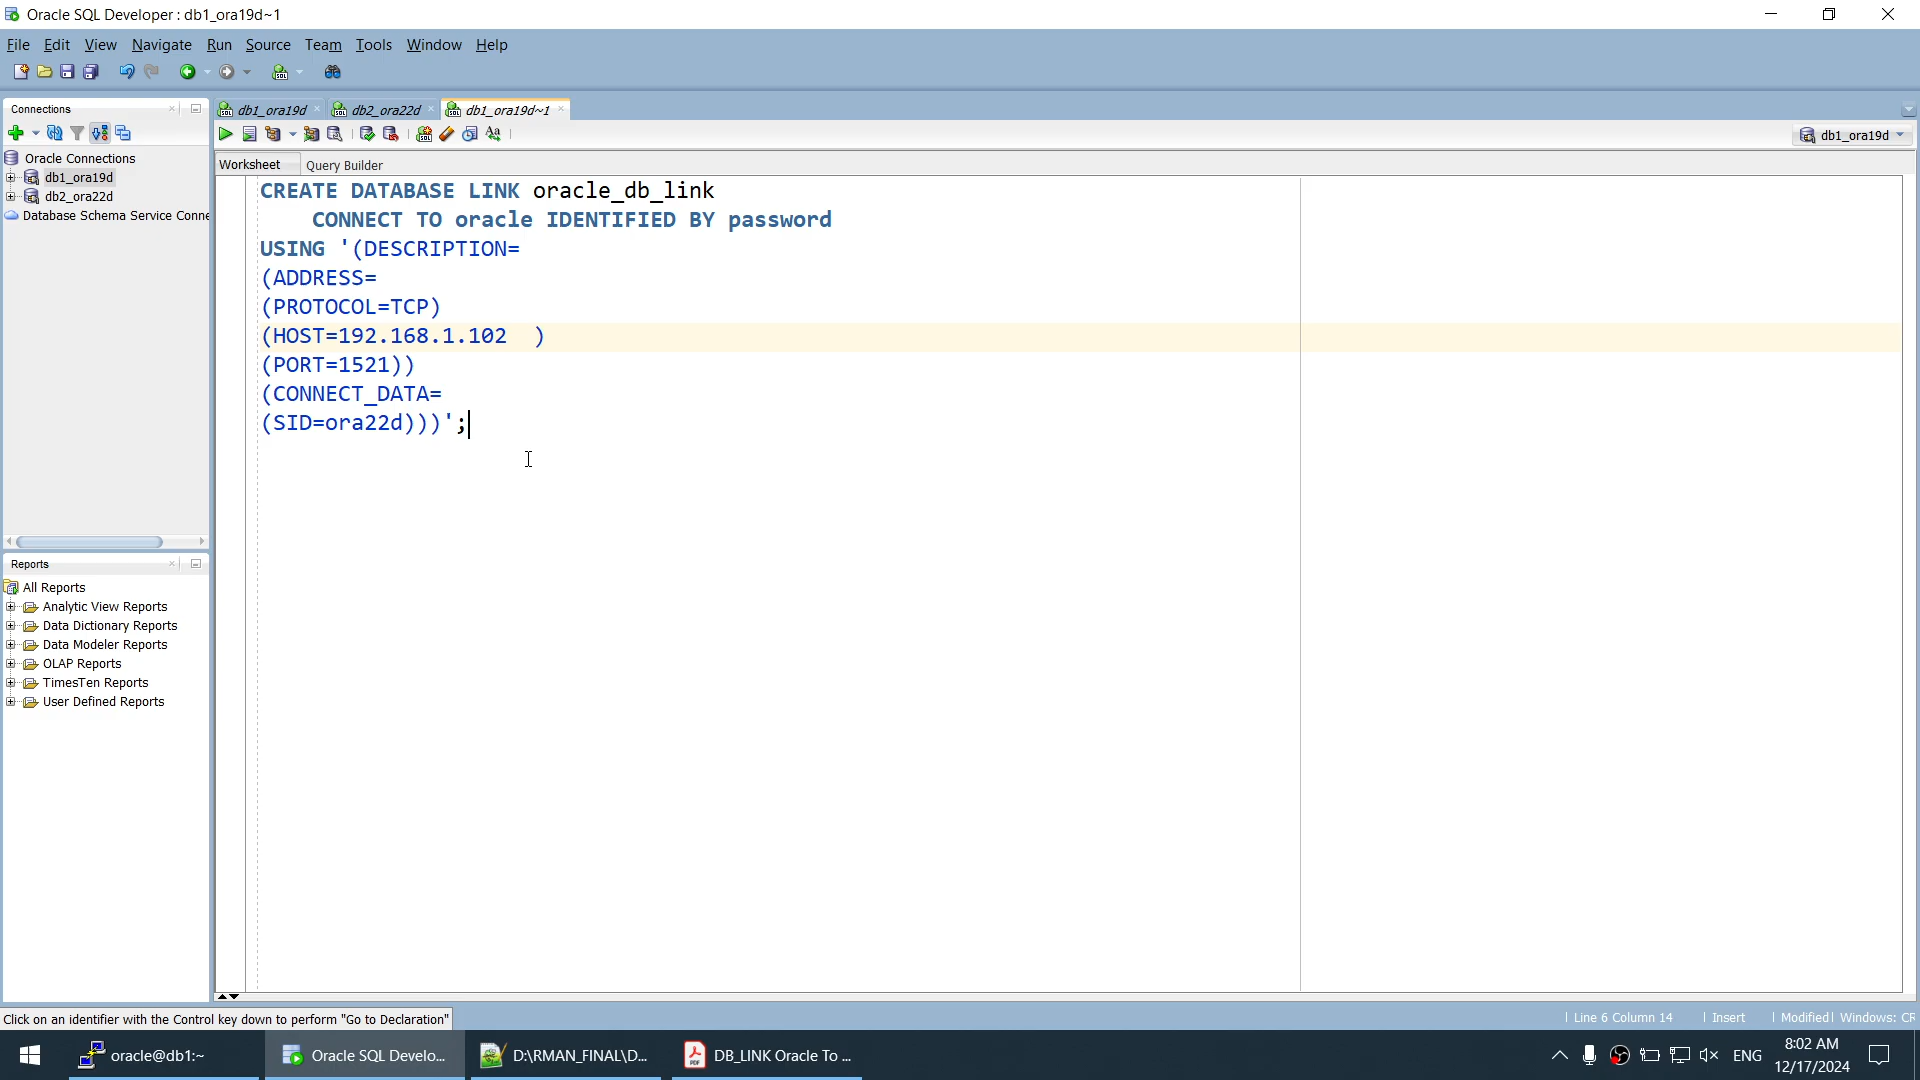 Oracle SQL Developer : db1_ora19d~1
File Edit View Navigate Run Source Team Tools Window Help
Connections
db1_ora19d
db2_ora22d
db1_ora19d~1
db1_ora19d
Oracle Connections
db1_ora19d
db2_ora22d
Database Schema Service Conne
Worksheet
Query Builder
CREATE DATABASE LINK oracle_db_link
CONNECT TO oracle IDENTIFIED BY password
USING '(DESCRIPTION=
(ADDRESS=
(PROTOCOL=TCP)
(HOST=192.168.1.102  )
(PORT=1521))
(CONNECT_DATA=
(SID=ora22d)))';
Reports
All Reports
Analytic View Reports
Data Dictionary Reports
Data Modeler Reports
OLAP Reports
TimesTen Reports
User Defined Reports
Click on an identifier with the Control key down to perform "Go to Declaration"
Line 6 Column 14
Insert
Modified
Windows: CR
oracle@db1:~
Oracle SQL Develo...
D:\RMAN_FINAL\D...
DB_LINK Oracle To ...
ENG
8:02 AM
12/17/2024